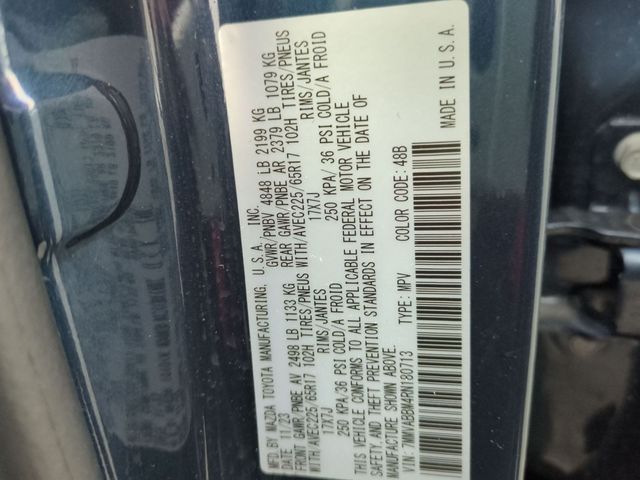 MFD. BY MAZDA TOYOTA MANUFACTURING, U.S.A., INC.
DATE 11/23 GVWR/PNBV 4848 LB 2199 KG
FRONT GAWR/PNBE AV 2498 LB 1133 KG REAR GAWR/PNBE AR 2379 LB 1079 KG
WITH/AVEC225/65R17 102H TIRES/PNEUS WITH/AVEC225/65R17 102H TIRES/PNEUS
17X7J RIMS/JANTES 17X7J RIMS/JANTES
250 KPA/36 PSI COLD/A FROID 250 KPA/ 36 PSI COLD/A FROID
THIS VEHICLE CONFORMS TO ALL APPLICABLE FEDERAL MOTOR VEHICLE
SAFETY AND THEFT PREVENTION STANDARDS IN EFFECT ON THE DATE OF
MANUFACTURE SHOWN ABOVE.
VIN: 7MMVABBM4RN180713 TYPE: MPV COLOR CODE: 48B MADE IN U.S.A.